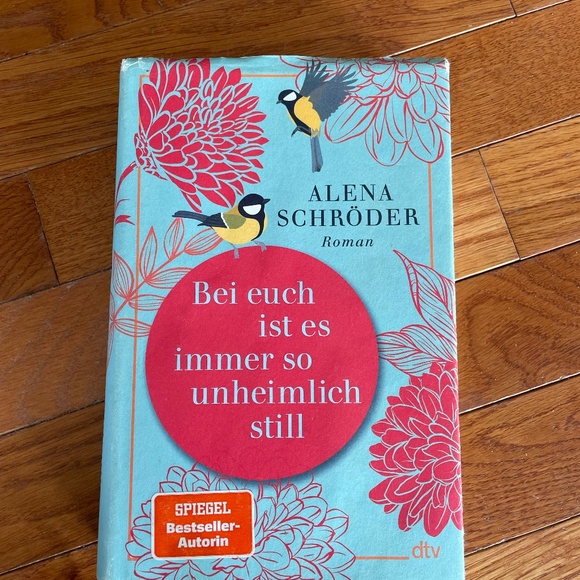 ALENA
SCHRÖDER
Roman
Bei euch
ist es
immer so
unheimlich
still
SPIEGEL
Bestseller-
Autorin
dtv